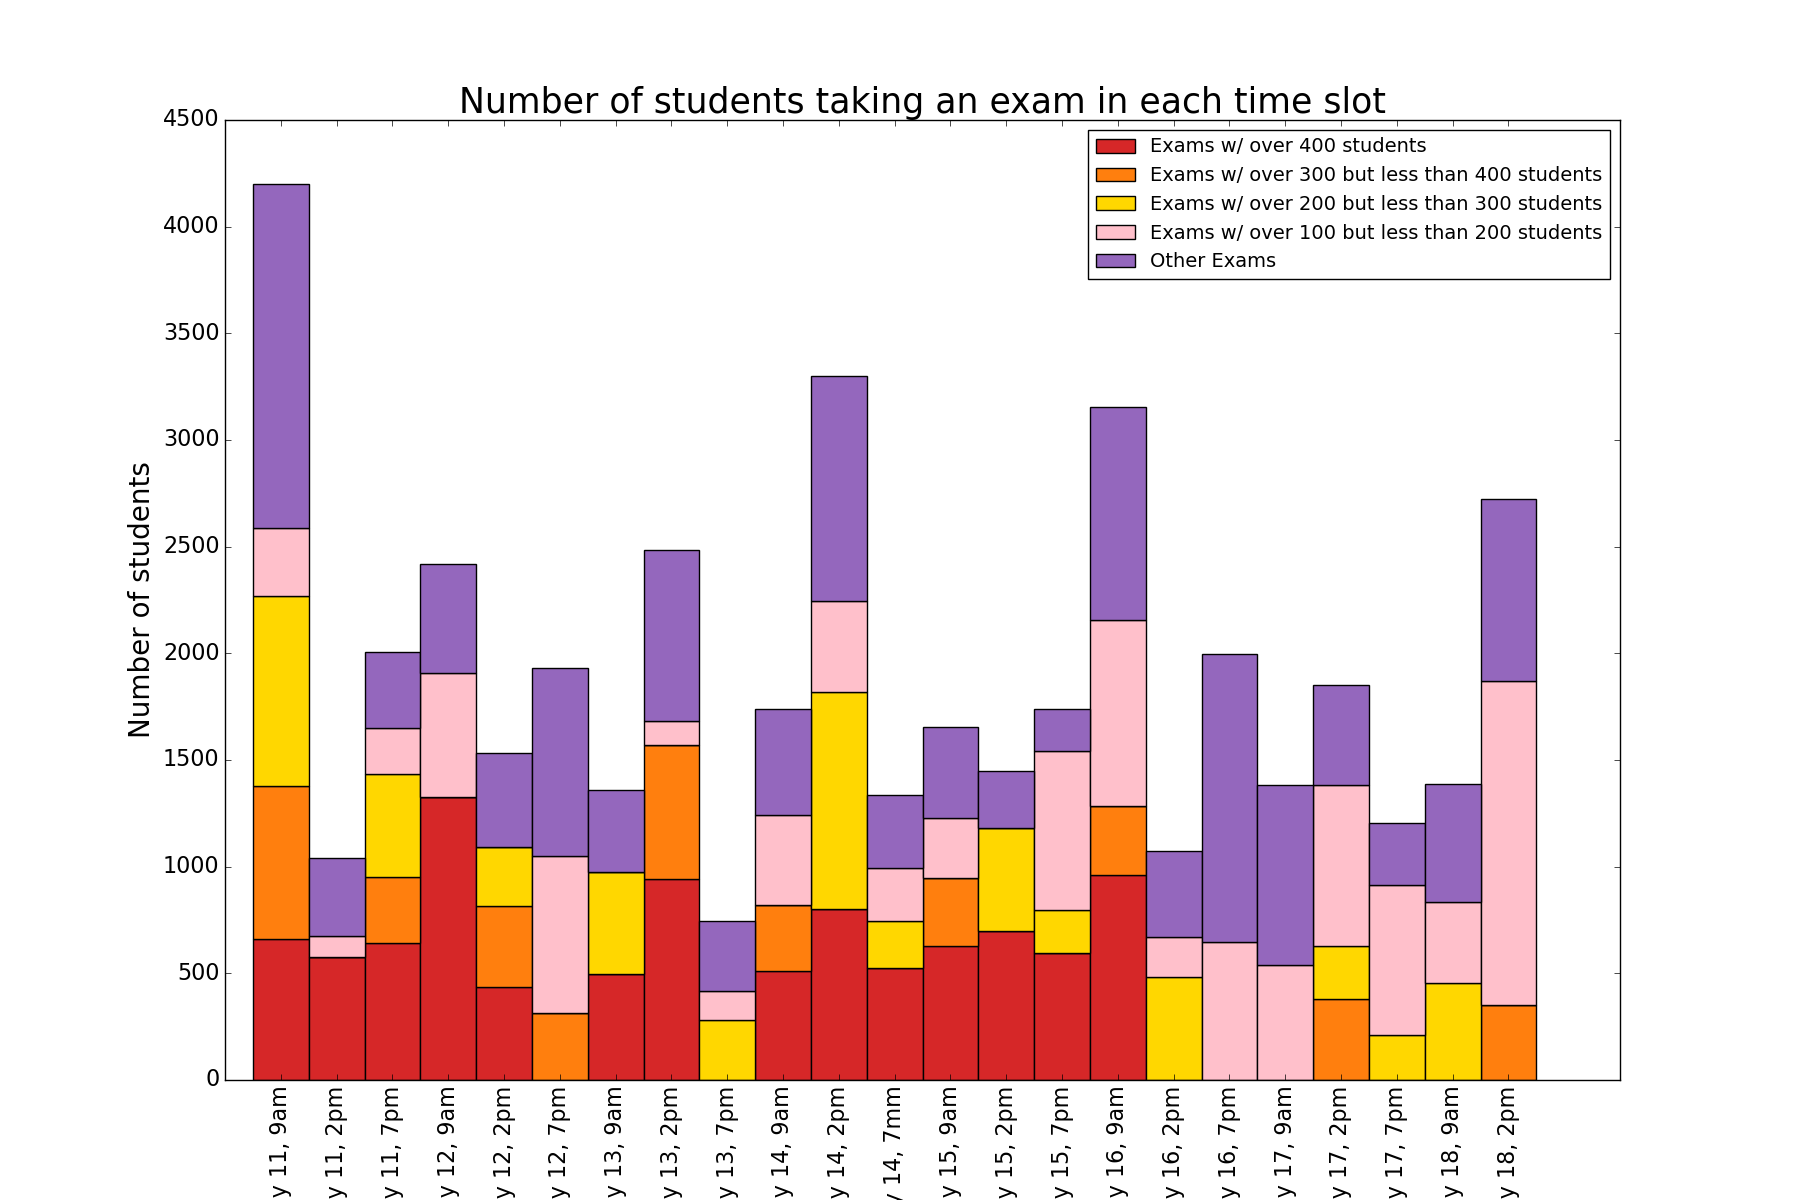 Number of students taking an exam in each time slot
4500
4000
3500
3000
2500
2000
1500
1000
500
0
Number of students
Exams w/ over 400 students
Exams w/ over 300 but less than 400 students
Exams w/ over 200 but less than 300 students
Exams w/ over 100 but less than 200 students
Other Exams
y 11, 9am
y 11, 2pm
y 11, 7pm
y 12, 9am
y 12, 2pm
y 12, 7pm
y 13, 9am
y 13, 2pm
y 13, 7pm
y 14, 9am
y 14, 2pm
y 14, 7mm
y 15, 9am
y 15, 2pm
y 15, 7pm
y 16, 9am
y 16, 2pm
y 16, 7pm
y 17, 9am
y 17, 2pm
y 17, 7pm
y 18, 9am
y 18, 2pm